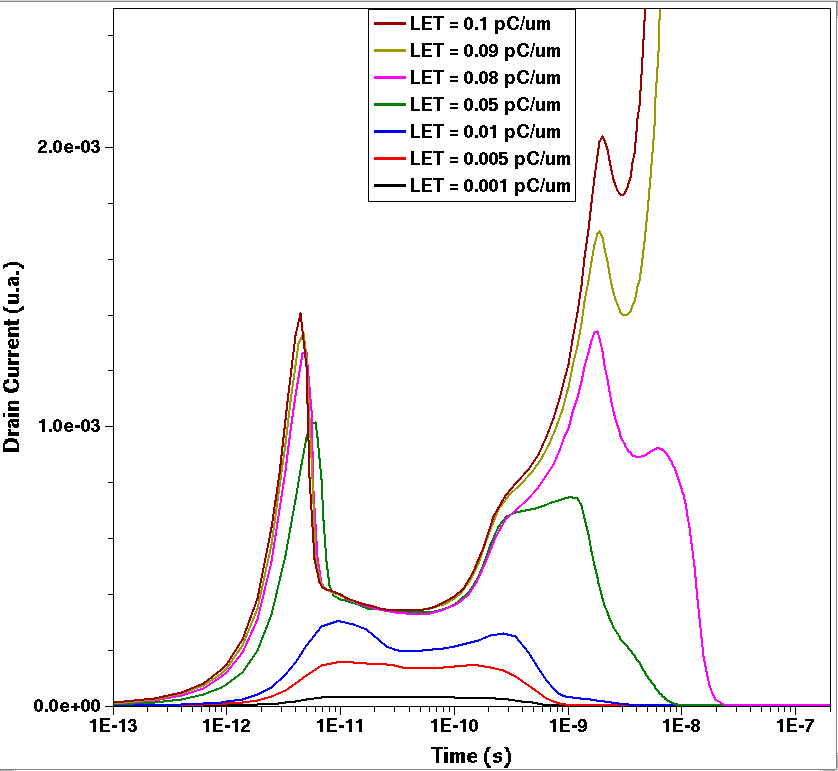 LET = 0.1 pC/um
LET = 0.09 pC/um
LET = 0.08 pC/um
LET = 0.05 pC/um
LET = 0.01 pC/um
LET = 0.005 pC/um
LET = 0.001 pC/um
Drain Current (u.a.)
2.0e-03
1.0e-03
0.0e+00
1E-13 1E-12 1E-11 1E-10 1E-9 1E-8 1E-7
Time (s)